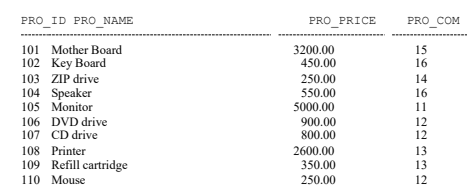 PRO_ID PRO_NAME PRO_PRICE PRO_COM
101 Mother Board 3200.00 15
102 Key Board 450.00 16
103 ZIP drive 250.00 14
104 Speaker 550.00 16
105 Monitor 5000.00 11
106 DVD drive 900.00 12
107 CD drive 800.00 12
108 Printer 2600.00 13
109 Refill cartridge 350.00 13
110 Mouse 250.00 12